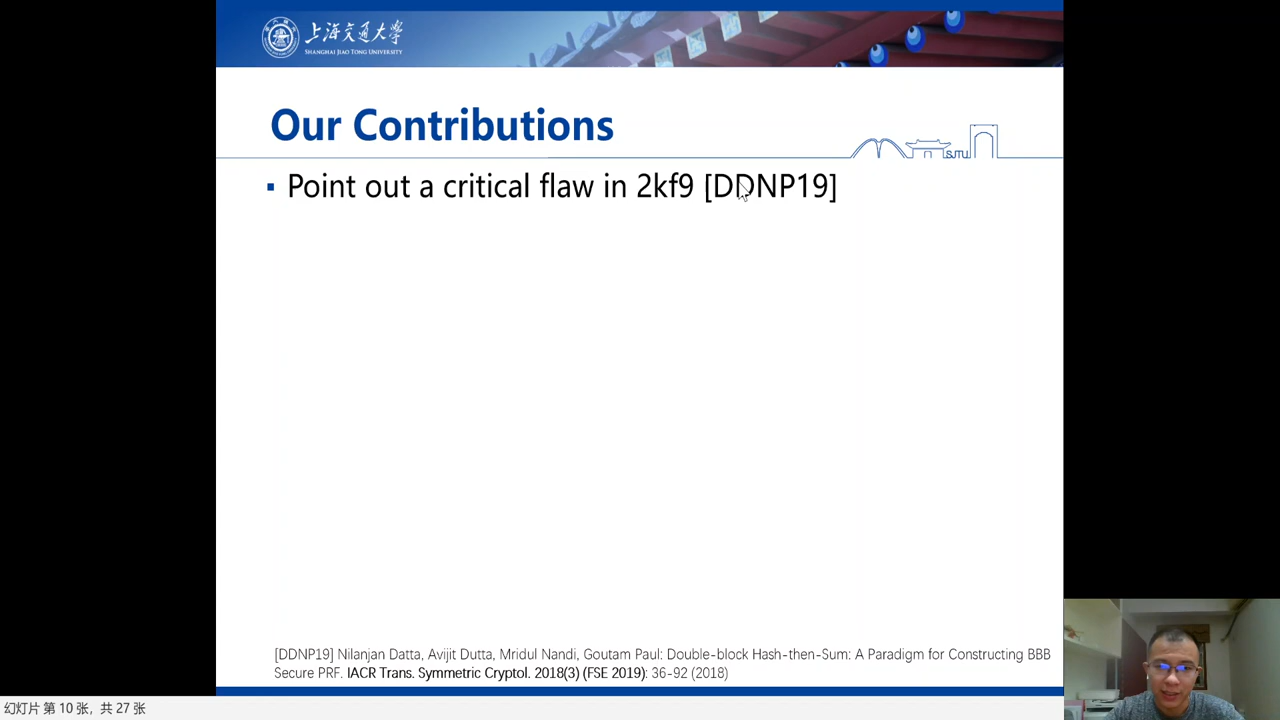 上海交通大学
SHANGHAI JIAO TONG UNIVERSITY
Our Contributions
SJTU
▪ Point out a critical flaw in 2kf9 [DDNP19]
[DDNP19] Nilanjan Datta, Avijit Dutta, Mridul Nandi, Goutam Paul: Double-block Hash-then-Sum: A Paradigm for Constructing BBB
Secure PRF. IACR Trans. Symmetric Cryptol. 2018(3) (FSE 2019): 36-92 (2018)
幻灯片 第 10 张，共 27 张